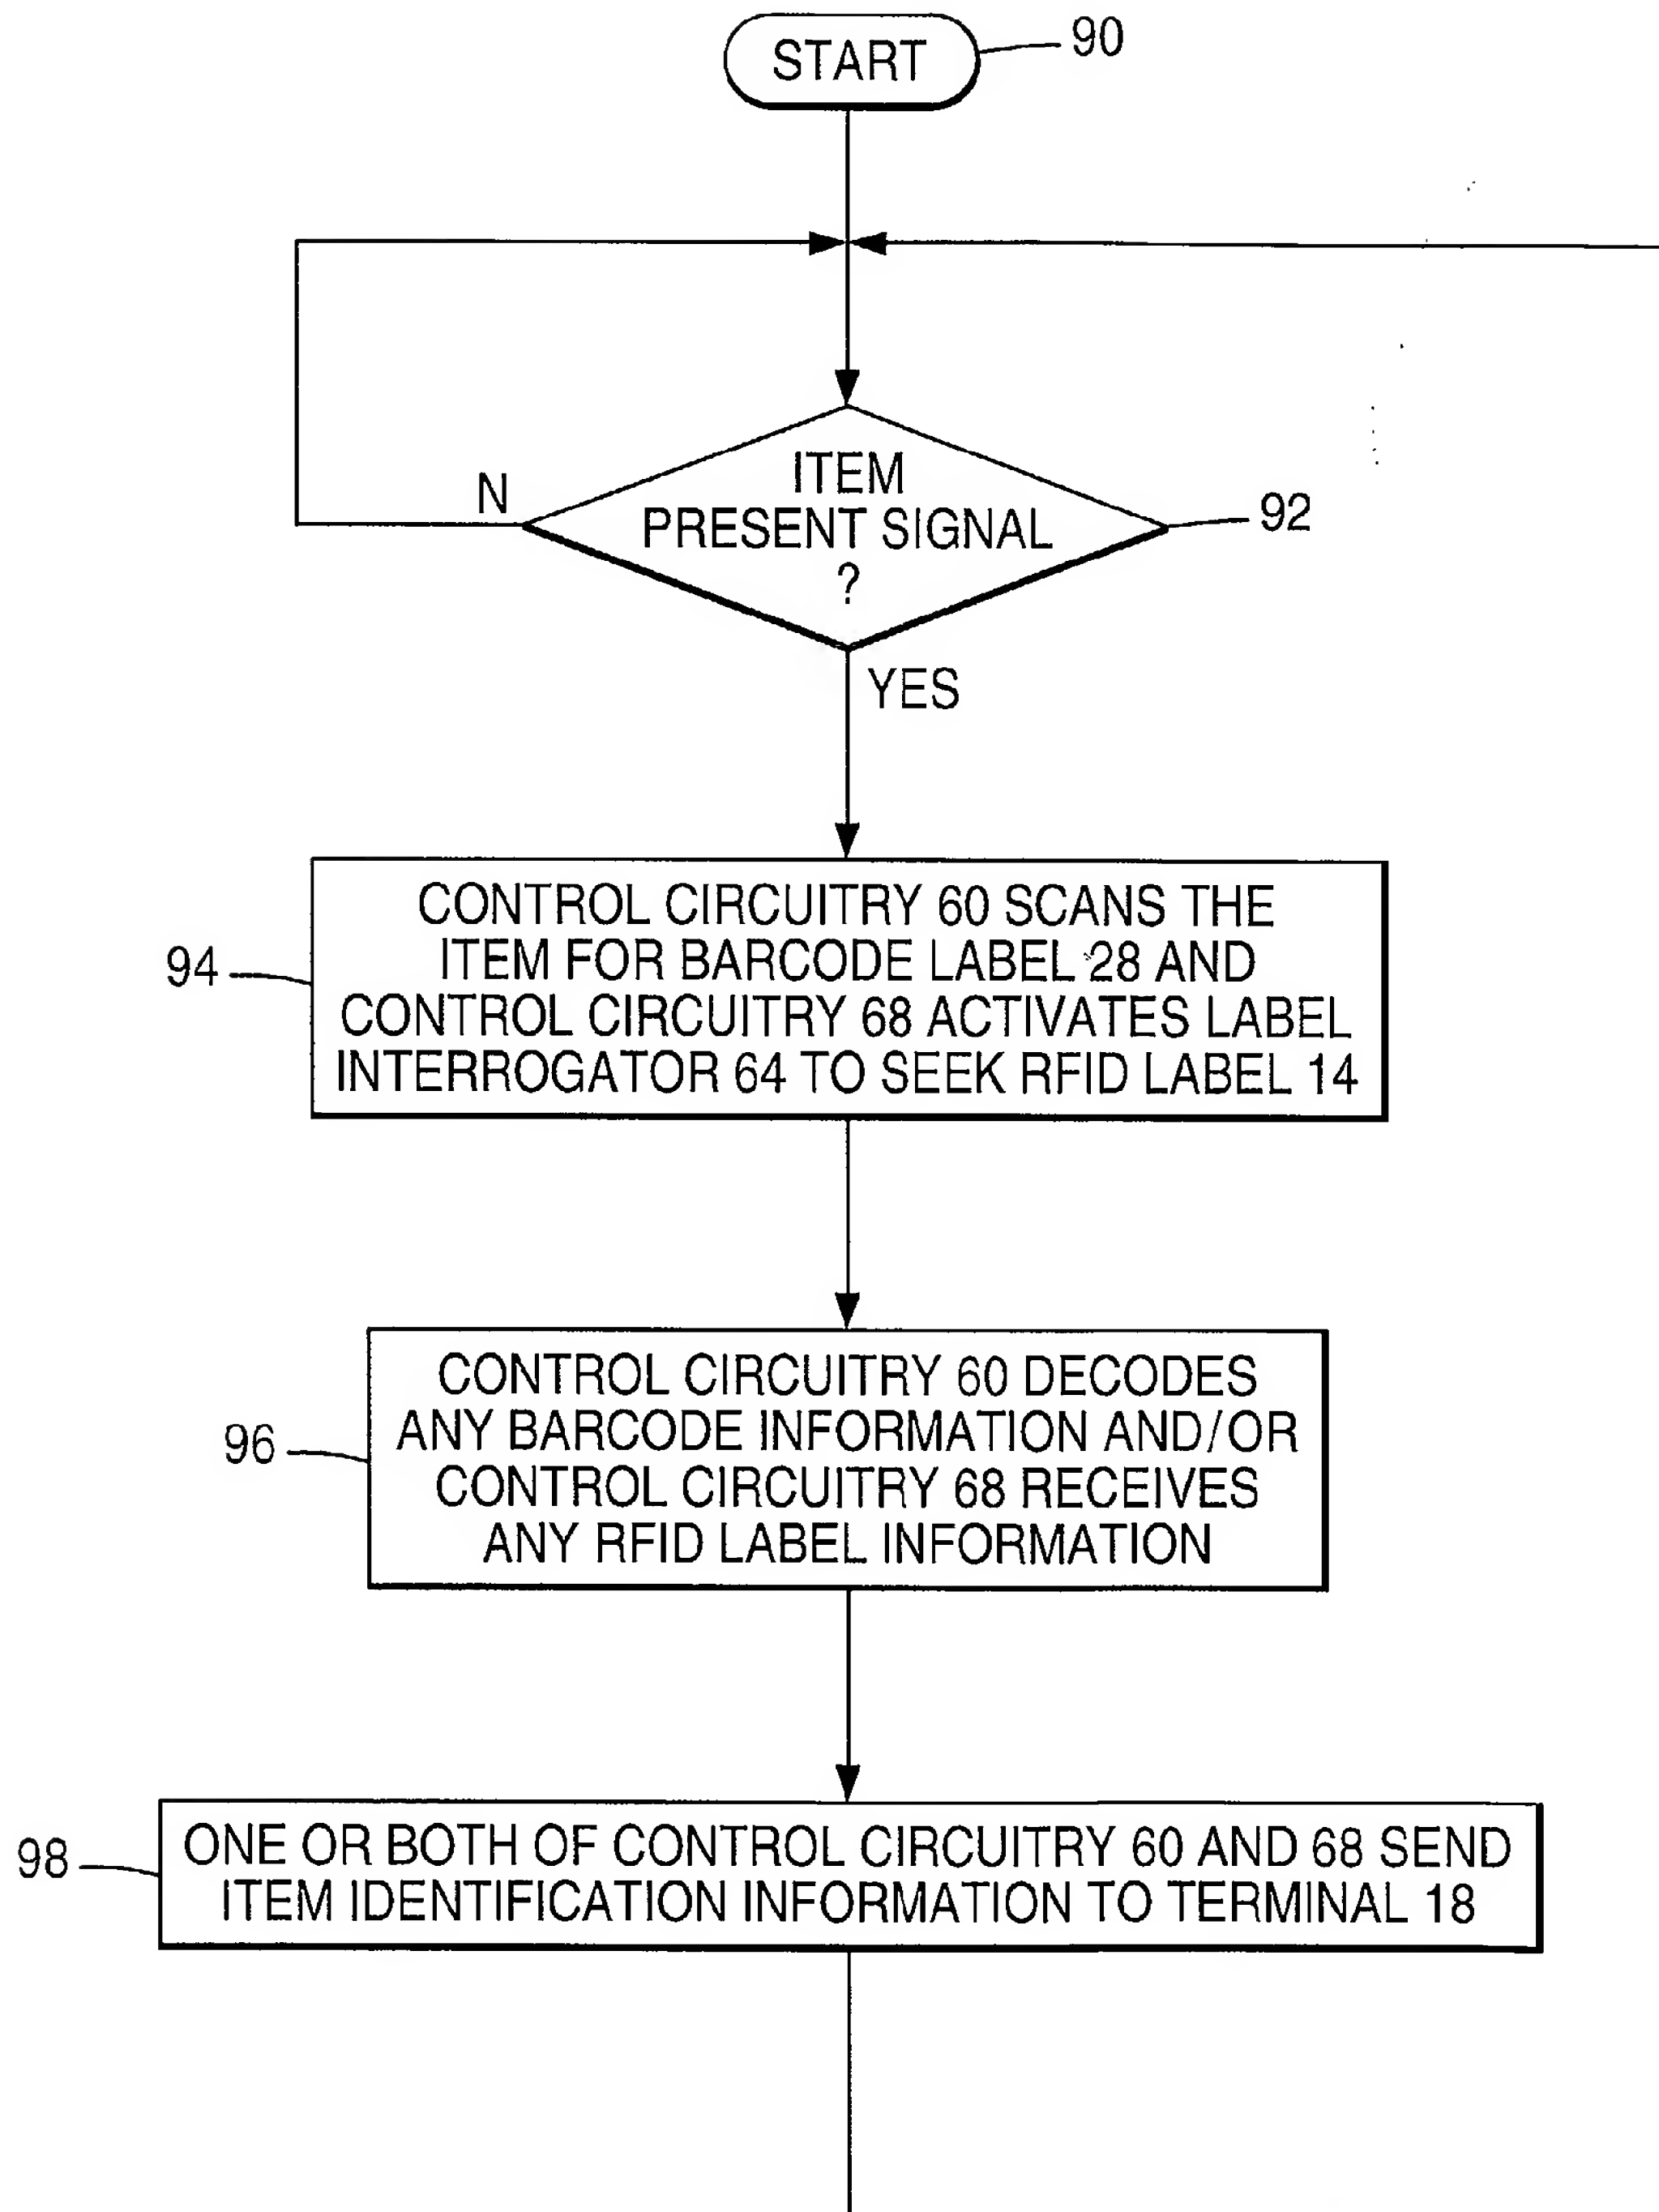 START
90
ITEM
PRESENT SIGNAL
?
N
92
YES
94
CONTROL CIRCUITRY 60 SCANS THE
ITEM FOR BARCODE LABEL 28 AND
CONTROL CIRCUITRY 68 ACTIVATES LABEL
INTERROGATOR 64 TO SEEK RFID LABEL 14
96
CONTROL CIRCUITRY 60 DECODES
ANY BARCODE INFORMATION AND/OR
CONTROL CIRCUITRY 68 RECEIVES
ANY RFID LABEL INFORMATION
98
ONE OR BOTH OF CONTROL CIRCUITRY 60 AND 68 SEND
ITEM IDENTIFICATION INFORMATION TO TERMINAL 18